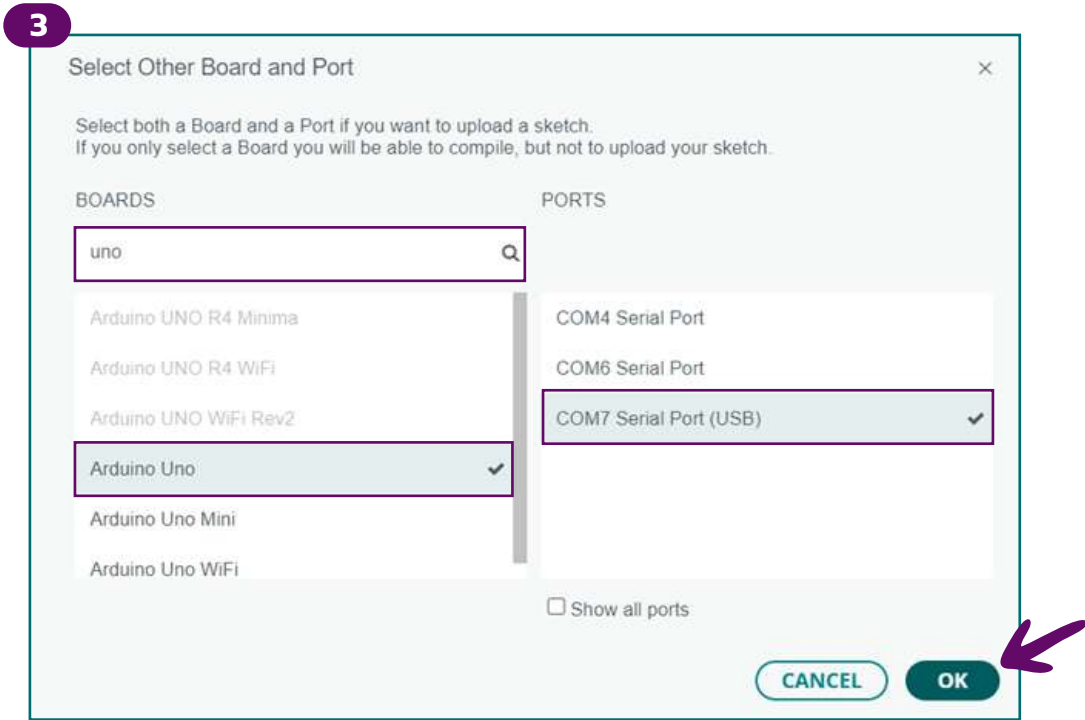 3
Select Other Board and Port
Select both a Board and a Port if you want to upload a sketch.
If you only select a Board you will be able to compile, but not to upload your sketch.
BOARDS
PORTS
uno
Arduino UNO R4 Minima
Arduino UNO R4 WiFi
Arduino UNO WiFi Rev2
Arduino Uno
Arduino Uno Mini
Arduino Uno WiFi
COM4 Serial Port
COM6 Serial Port
COM7 Serial Port (USB)
Show all ports
CANCEL
OK